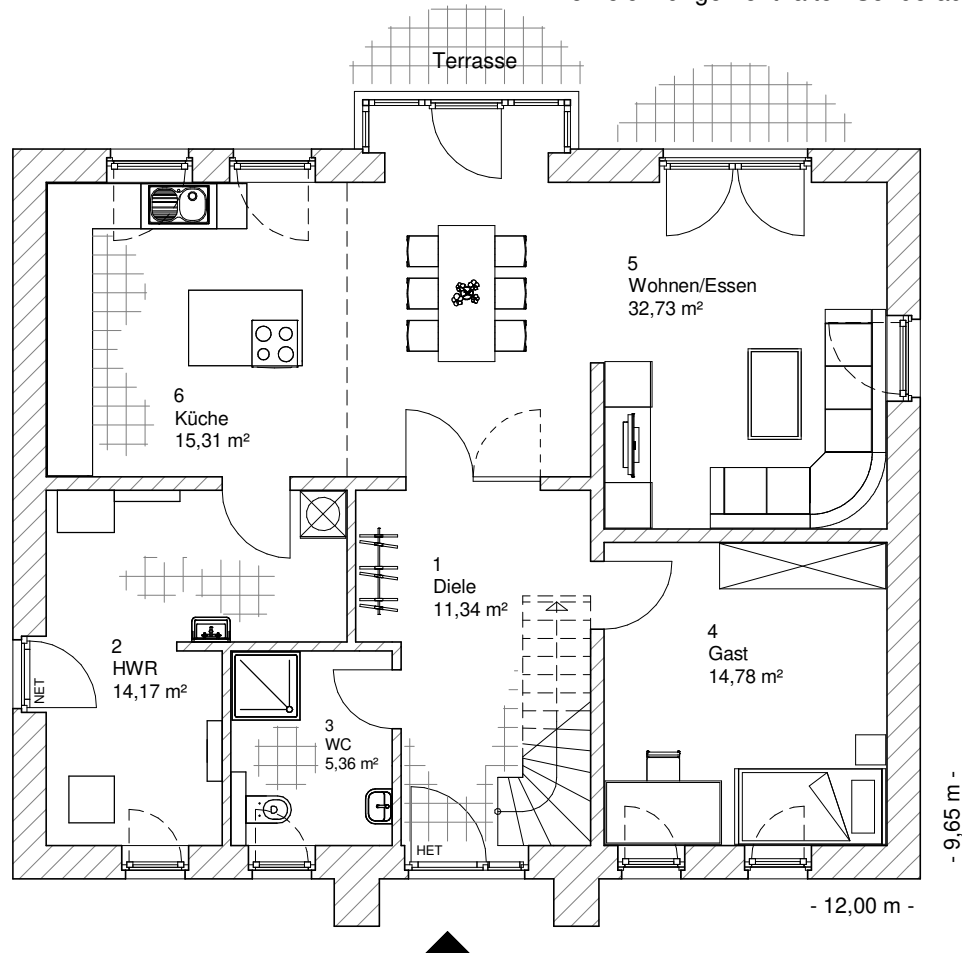 Terrasse
5
Wohnen/Essen
32,73 m²
6
Küche
15,31 m²
1
Diele
11,34 m²
2
HWR
14,17 m²
NET
4
Gast
14,78 m²
3
WC
5,36 m²
HET
- 9,65 m -
- 12,00 m -